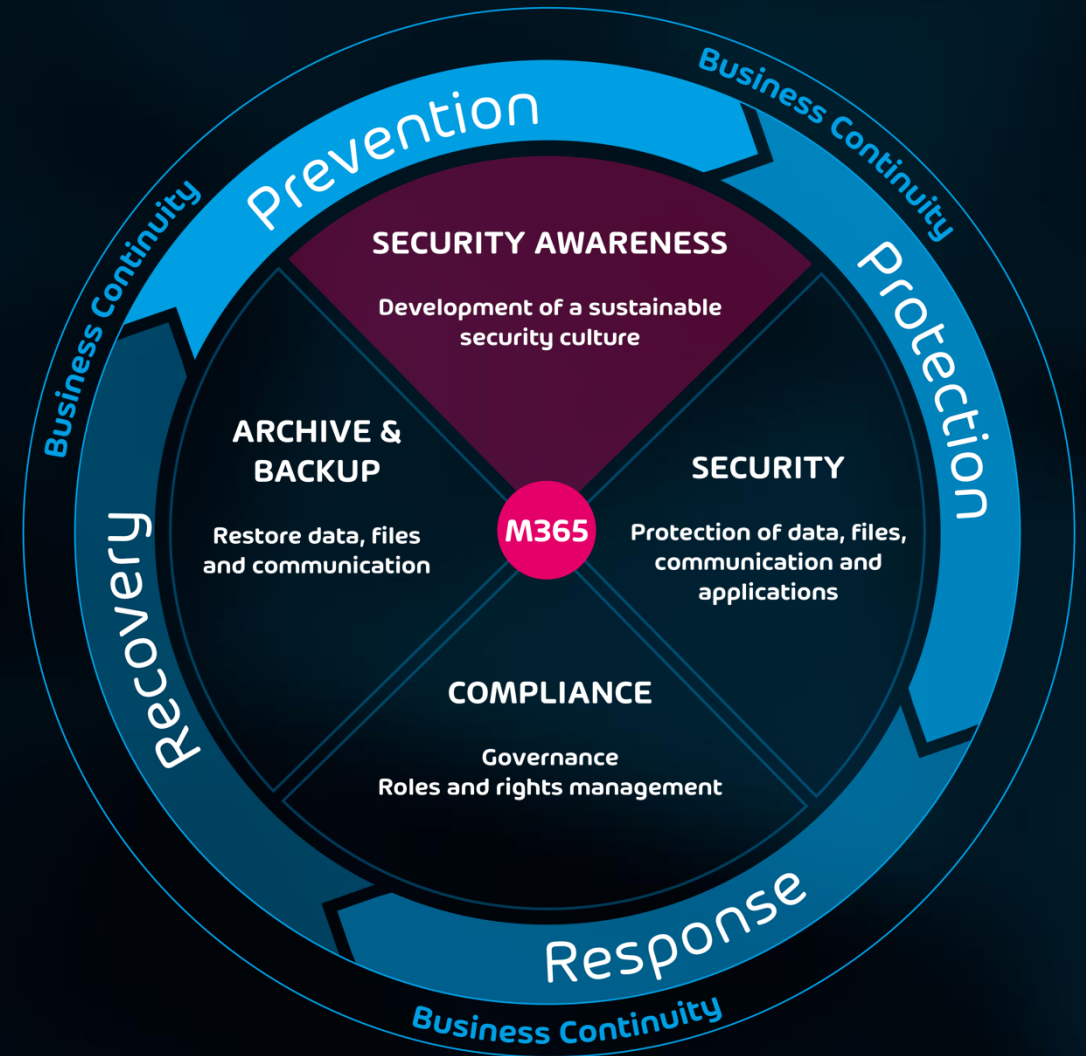 Business Continuity
Prevention
Business Continuity
SECURITY AWARENESS
Development of a sustainable
security culture
Protection
ARCHIVE &
BACKUP
Restore data, files
and communication
M365
SECURITY
Protection of data, files,
communication and
applications
Recovery
COMPLIANCE
Governance
Roles and rights management
Response
Business Continuity